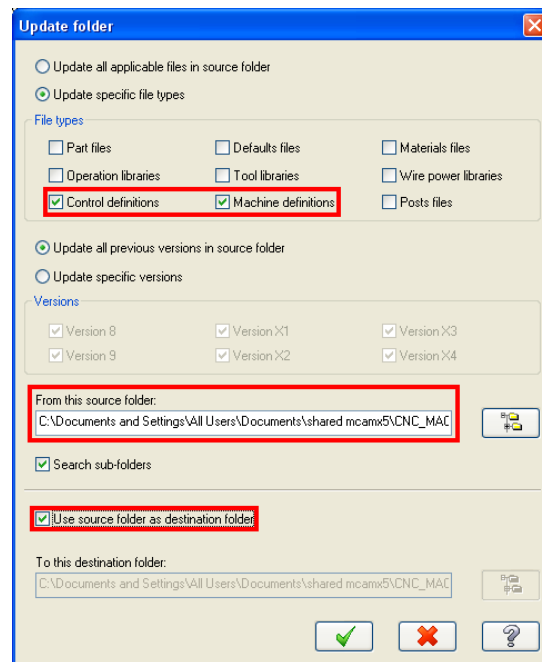 Update folder
Update all applicable files in source folder
Update specific file types
File types
Part files Defaults files Materials files
Operation libraries Tool libraries Wire power libraries
Control definitions Machine definitions Posts files
Update all previous versions in source folder
Update specific versions
Versions
Version 8 Version X1 Version X3
Version 9 Version X2 Version X4
From this source folder:
C:\Documents and Settings\All Users\Documents\shared mcamx5\CNC_MAC
Search sub-folders
Use source folder as destination folder
To this destination folder:
C:\Documents and Settings\All Users\Documents\shared mcamx5\CNC_MAC